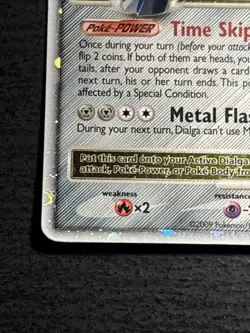 Poké-POWER Time Skip
Once during your turn (before your attack
flip 2 coins. If both of them are heads, you
tails, after your opponent draws a card
next turn, his or her turn ends. This po
affected by a Special Condition.
Metal Flas
During your next turn, Dialga can't use M
Put this card onto your Active Dialga
attack, Poké-Power, or Poké-Body from
weakness resistance
×2
©2009 Pokémon/